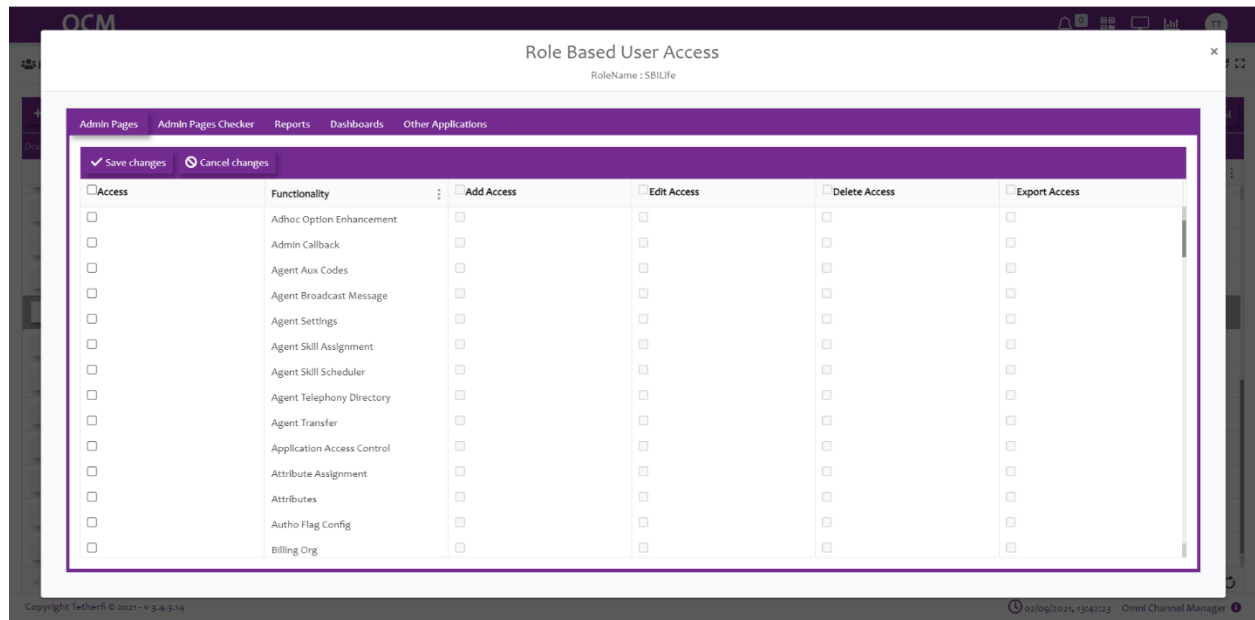 OCM
0
TT
Role Based User Access
×
RoleName : SBILIfe
Admin Pages Admin Pages Checker Reports Dashboards Other Applications
Save changes Cancel changes
Access Functionality Add Access Edit Access Delete Access Export Access
Adhoc Option Enhancement
Admin Callback
Agent Aux Codes
Agent Broadcast Message
Agent Settings
Agent Skill Assignment
Agent Skill Scheduler
Agent Telephony Directory
Agent Transfer
Application Access Control
Attribute Assignment
Attributes
Autho Flag Config
Billing Org
Copyright Tetherfi © 2021 - v 3.4.3.14 02/09/2021, 13:42:23 Omni Channel Manager